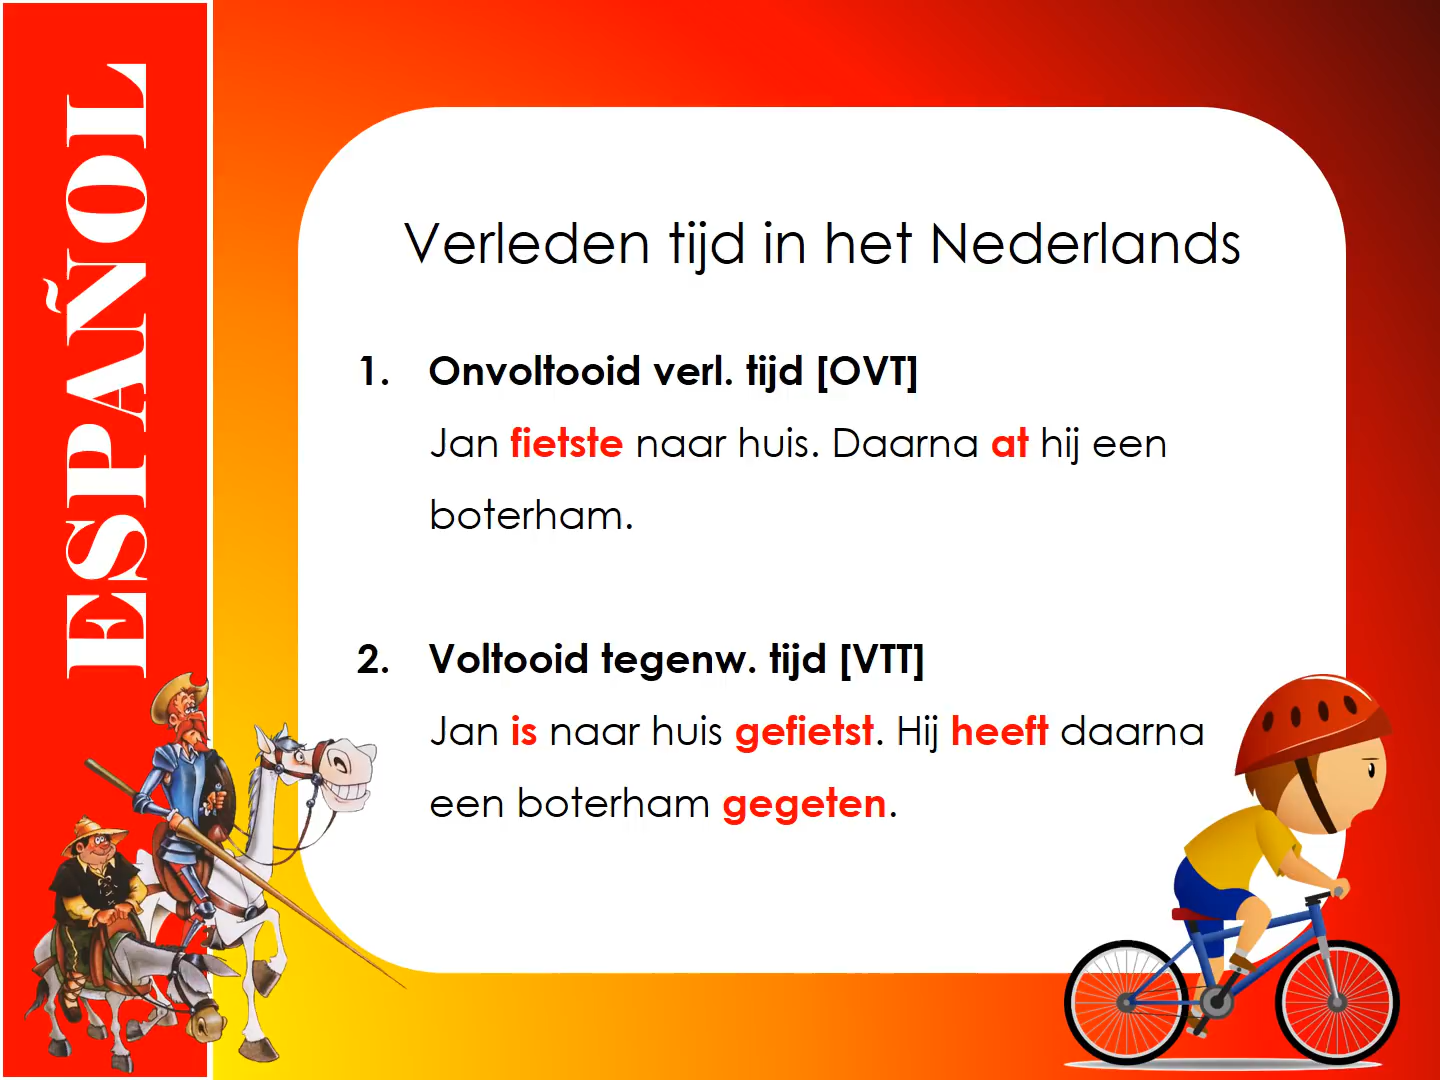 ESPAÑOL
Verleden tijd in het Nederlands
1. Onvoltooid verl. tijd [OVT]
Jan fietste naar huis. Daarna at hij een
boterham.
2. Voltooid tegenw. tijd [VTT]
Jan is naar huis gefietst. Hij heeft daarna
een boterham gegeten.